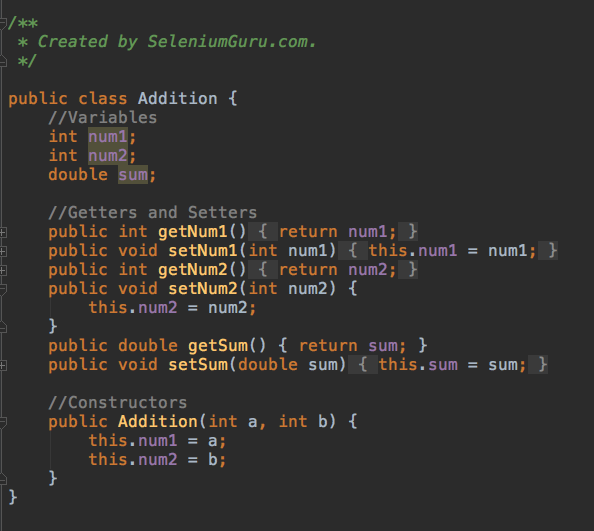 /**
 * Created by SeleniumGuru.com.
 */
public class Addition {
    //Variables
    int num1;
    int num2;
    double sum;
    //Getters and Setters
    public int getNum1() { return num1; }
    public void setNum1(int num1) { this.num1 = num1; }
    public int getNum2() { return num2; }
    public void setNum2(int num2) {
        this.num2 = num2;
    }
    public double getSum() { return sum; }
    public void setSum(double sum) { this.sum = sum; }
    //Constructors
    public Addition(int a, int b) {
        this.num1 = a;
        this.num2 = b;
    }
}